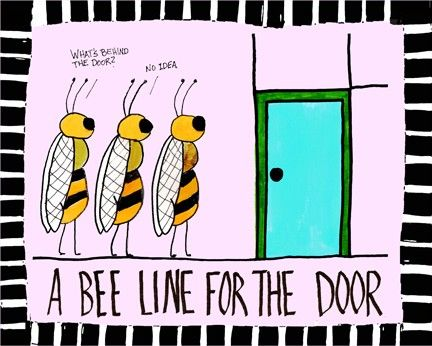 WHAT'S BEHIND
THE DOOR?
NO IDEA
A BEE LINE FOR THE DOOR